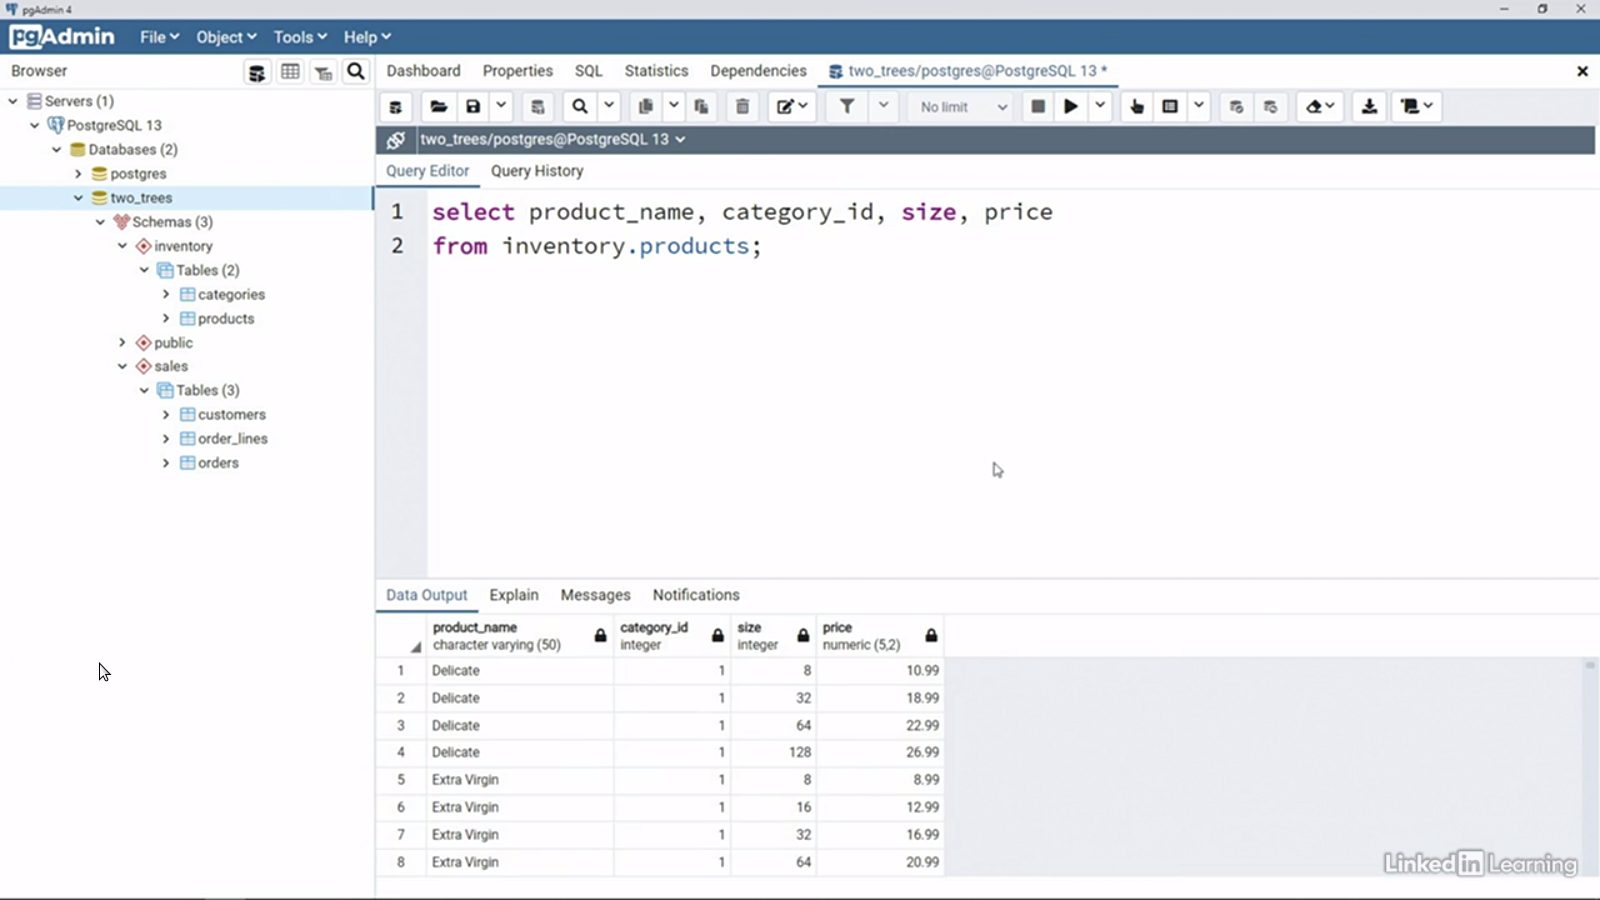 pgAdmin 4
pgAdmin File Object Tools Help
Browser Dashboard Properties SQL Statistics Dependencies two_trees/postgres@PostgreSQL 13 *
No limit
two_trees/postgres@PostgreSQL 13
Query Editor Query History
Servers (1)
PostgreSQL 13
Databases (2)
postgres
two_trees
Schemas (3)
inventory
Tables (2)
categories
products
public
sales
Tables (3)
customers
order_lines
orders
1 select product_name, category_id, size, price
2 from inventory.products;
Data Output Explain Messages Notifications
product_name category_id size price
character varying (50) integer integer numeric (5,2)
1 Delicate 1 8 10.99
2 Delicate 1 32 18.99
3 Delicate 1 64 22.99
4 Delicate 1 128 26.99
5 Extra Virgin 1 8 8.99
6 Extra Virgin 1 16 12.99
7 Extra Virgin 1 32 16.99
8 Extra Virgin 1 64 20.99
Linked in Learning